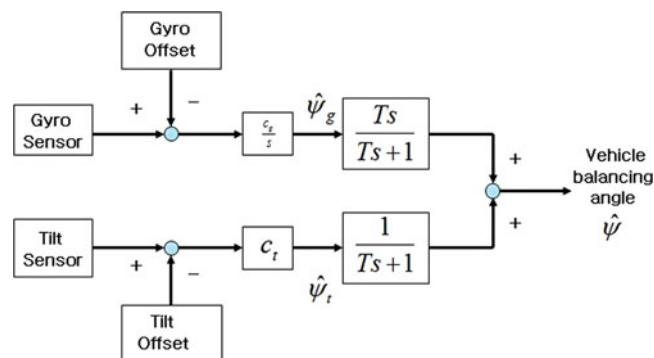 Gyro
Offset
+
−
Gyro
Sensor
c_g
s
ψ̂_g
Ts
Ts+1
+
Vehicle
balancing
angle
ψ̂
+
Tilt
Sensor
+
−
c_t
ψ̂_t
1
Ts+1
Tilt
Offset